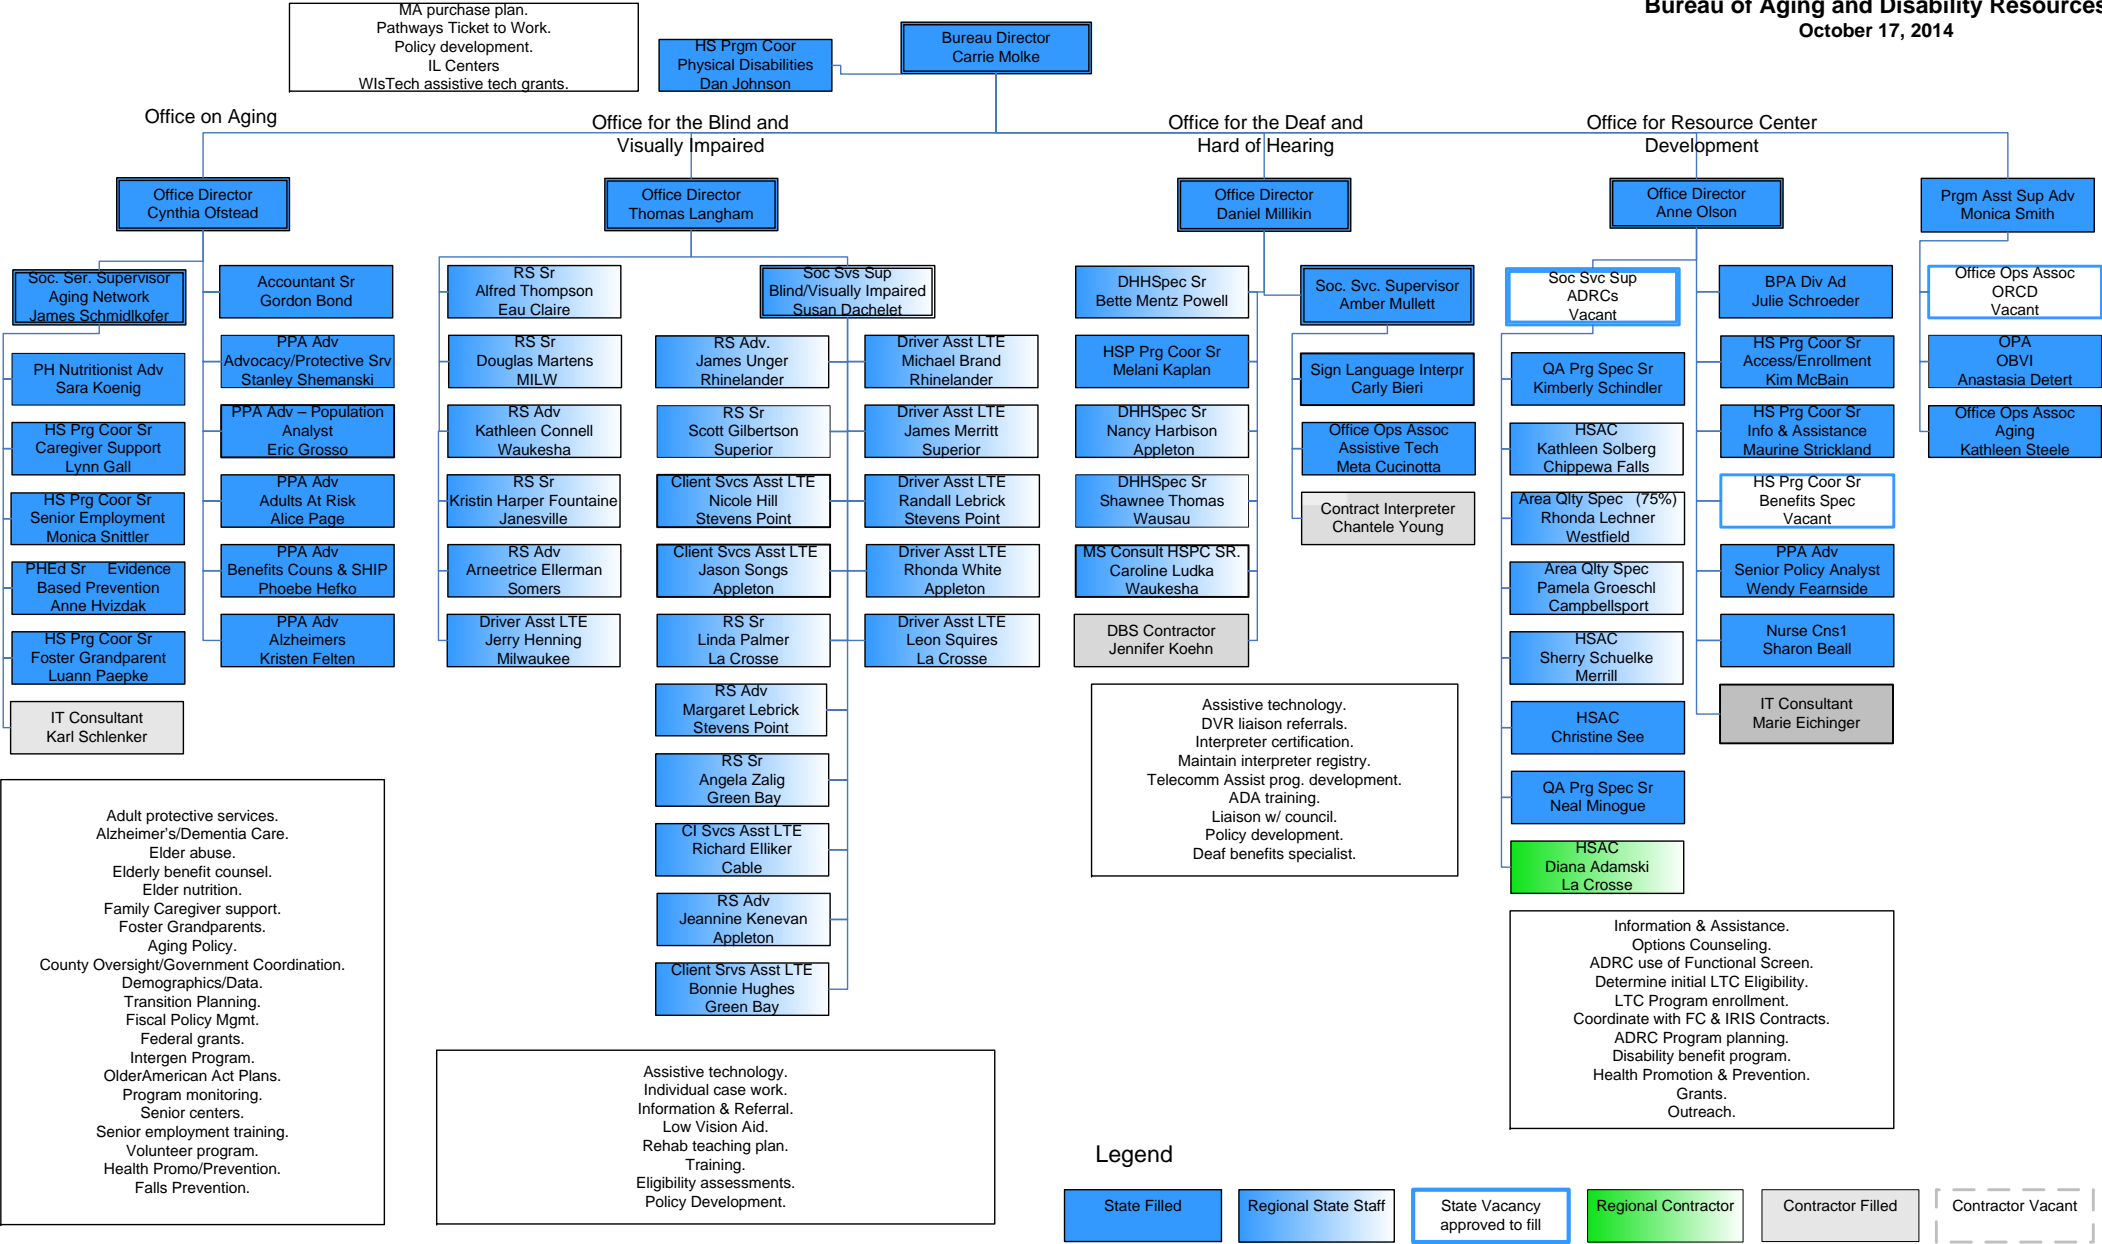 MA purchase plan.
Pathways Ticket to Work.
Policy development.
IL Centers
WIsTech assistive tech grants.
HS Prgm Coor
Physical Disabilities
Dan Johnson
Bureau Director
Carrie Molke
Bureau of Aging and Disability Resources
October 17, 2014
Office on Aging
Office for the Blind and
Visually Impaired
Office for the Deaf and
Hard of Hearing
Office for Resource Center
Development
Office Director
Cynthia Ofstead
Office Director
Thomas Langham
Office Director
Daniel Millikin
Office Director
Anne Olson
Prgm Asst Sup Adv
Monica Smith
Soc. Ser. Supervisor
Aging Network
James Schmidlkofer
PH Nutritionist Adv
Sara Koenig
HS Prg Coor Sr
Caregiver Support
Lynn Gall
HS Prg Coor Sr
Senior Employment
Monica Snittler
PHEd Sr Evidence
Based Prevention
Anne Hvizdak
HS Prg Coor Sr
Foster Grandparent
Luann Paepke
IT Consultant
Karl Schlenker
Accountant Sr
Gordon Bond
PPA Adv
Advocacy/Protective Srv
Stanley Shemanski
PPA Adv – Population
Analyst
Eric Grosso
PPA Adv
Adults At Risk
Alice Page
PPA Adv
Benefits Couns & SHIP
Phoebe Hefko
PPA Adv
Alzheimers
Kristen Felten
RS Sr
Alfred Thompson
Eau Claire
RS Sr
Douglas Martens
MILW
RS Adv
Kathleen Connell
Waukesha
RS Sr
Kristin Harper Fountaine
Janesville
RS Adv
Arneetrice Ellerman
Somers
Driver Asst LTE
Jerry Henning
Milwaukee
Soc Svs Sup
Blind/Visually Impaired
Susan Dachelet
RS Adv.
James Unger
Rhinelander
RS Sr
Scott Gilbertson
Superior
Client Svcs Asst LTE
Nicole Hill
Stevens Point
Client Svcs Asst LTE
Jason Songs
Appleton
RS Sr
Linda Palmer
La Crosse
RS Adv
Margaret Lebrick
Stevens Point
RS Sr
Angela Zalig
Green Bay
CI Svcs Asst LTE
Richard Elliker
Cable
RS Adv
Jeannine Kenevan
Appleton
Client Srvs Asst LTE
Bonnie Hughes
Green Bay
Driver Asst LTE
Michael Brand
Rhinelander
Driver Asst LTE
James Merritt
Superior
Driver Asst LTE
Randall Lebrick
Stevens Point
Driver Asst LTE
Rhonda White
Appleton
Driver Asst LTE
Leon Squires
La Crosse
DHHSpec Sr
Bette Mentz Powell
HSP Prg Coor Sr
Melani Kaplan
DHHSpec Sr
Nancy Harbison
Appleton
DHHSpec Sr
Shawnee Thomas
Wausau
MS Consult HSPC SR.
Caroline Ludka
Waukesha
DBS Contractor
Jennifer Koehn
Soc. Svc. Supervisor
Amber Mullett
Sign Language Interpr
Carly Bieri
Office Ops Assoc
Assistive Tech
Meta Cucinotta
Contract Interpreter
Chantele Young
Soc Svc Sup
ADRCs
Vacant
QA Prg Spec Sr
Kimberly Schindler
HSAC
Kathleen Solberg
Chippewa Falls
Area Qlty Spec (75%)
Rhonda Lechner
Westfield
Area Qlty Spec
Pamela Groeschl
Campbellsport
HSAC
Sherry Schuelke
Merrill
HSAC
Christine See
QA Prg Spec Sr
Neal Minogue
HSAC
Diana Adamski
La Crosse
BPA Div Ad
Julie Schroeder
HS Prg Coor Sr
Access/Enrollment
Kim McBain
HS Prg Coor Sr
Info & Assistance
Maurine Strickland
HS Prg Coor Sr
Benefits Spec
Vacant
PPA Adv
Senior Policy Analyst
Wendy Fearnside
Nurse Cns1
Sharon Beall
IT Consultant
Marie Eichinger
Office Ops Assoc
ORCD
Vacant
OPA
OBVI
Anastasia Detert
Office Ops Assoc
Aging
Kathleen Steele
Adult protective services.
Alzheimer's/Dementia Care.
Elder abuse.
Elderly benefit counsel.
Elder nutrition.
Family Caregiver support.
Foster Grandparents.
Aging Policy.
County Oversight/Government Coordination.
Demographics/Data.
Transition Planning.
Fiscal Policy Mgmt.
Federal grants.
Intergen Program.
OlderAmerican Act Plans.
Program monitoring.
Senior centers.
Senior employment training.
Volunteer program.
Health Promo/Prevention.
Falls Prevention.
Assistive technology.
Individual case work.
Information & Referral.
Low Vision Aid.
Rehab teaching plan.
Training.
Eligibility assessments.
Policy Development.
Assistive technology.
DVR liaison referrals.
Interpreter certification.
Maintain interpreter registry.
Telecomm Assist prog. development.
ADA training.
Liaison w/ council.
Policy development.
Deaf benefits specialist.
Information & Assistance.
Options Counseling.
ADRC use of Functional Screen.
Determine initial LTC Eligibility.
LTC Program enrollment.
Coordinate with FC & IRIS Contracts.
ADRC Program planning.
Disability benefit program.
Health Promotion & Prevention.
Grants.
Outreach.
Legend
State Filled
Regional State Staff
State Vacancy
approved to fill
Regional Contractor
Contractor Filled
Contractor Vacant